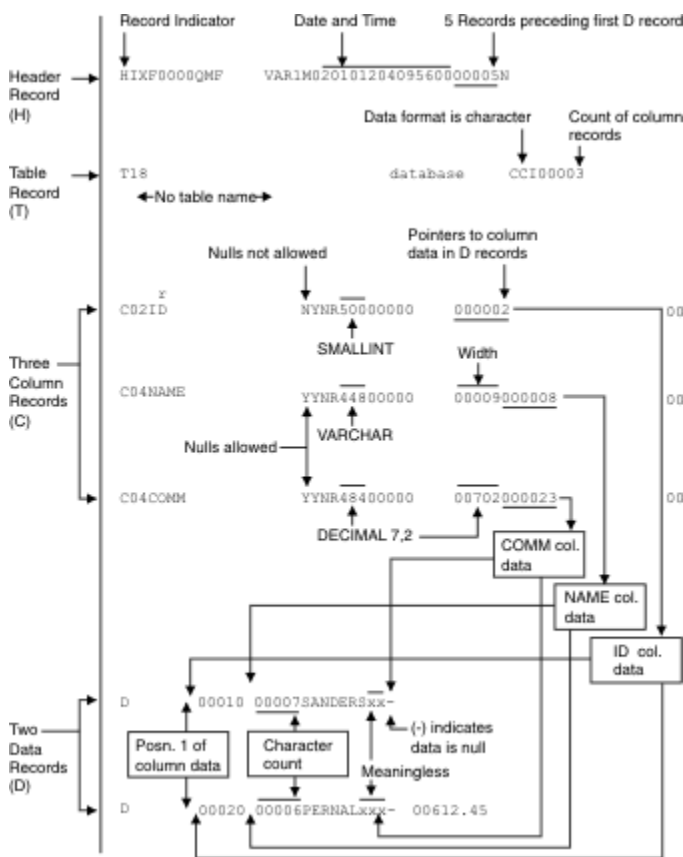 Record Indicator Date and Time 5 Records preceding first D record
Header Record (H) HIXF0000QMF VAR1M020101204095600000005N
Data format is character Count of column records
Table Record (T) T18 database CCI00003
No table name
Nulls not allowed Pointers to column data in D records
r
C02ID NYNR50000000 000002 00
SMALLINT
Width
Three Column Records (C)
C04NAME YYNR44800000 00009000008 00
Nulls allowed VARCHAR
C04COMM YYNR48400000 00702000023 00
DECIMAL 7,2
COMM col. data
NAME col. data
ID col. data
D 00010 00007SANDERSxx-
Two Data Records (D)
Posn. 1 of column data
Character count
(-) indicates data is null
Meaningless
D 00020 00006PERNALxxx- 00612.45